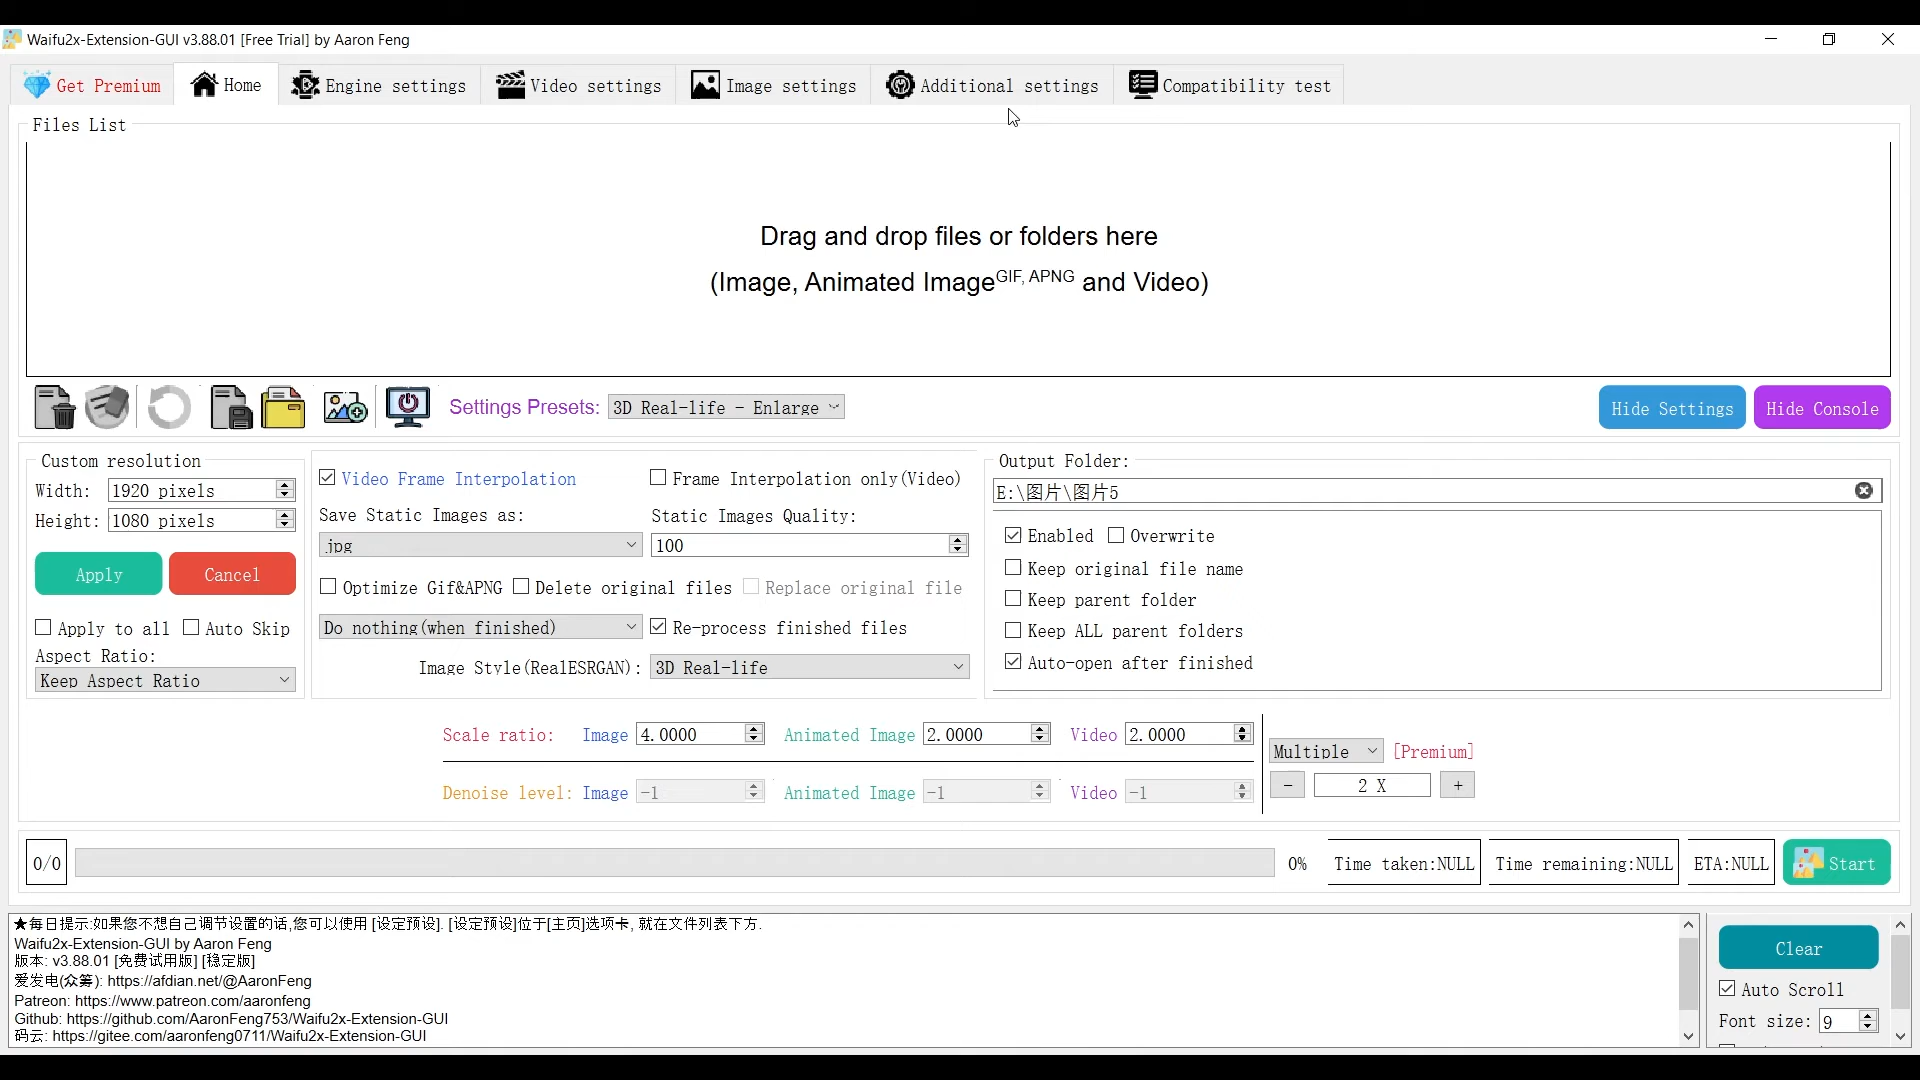 Waifu2x-Extension-GUI v3.88.01 [Free Trial] by Aaron Feng
Get Premium Home Engine settings Video settings Image settings Additional settings Compatibility test
Files List
Drag and drop files or folders here
(Image, Animated Image GIF, APNG and Video)
Settings Presets: 3D Real-life - Enlarge Hide Settings Hide Console
Custom resolution
Width: 1920 pixels
Height: 1080 pixels
Apply Cancel
Apply to all Auto Skip
Aspect Ratio:
Keep Aspect Ratio
Video Frame Interpolation Frame Interpolation only(Video)
Save Static Images as: Static Images Quality:
jpg 100
Optimize Gif&APNG Delete original files Replace original file
Do nothing(when finished) Re-process finished files
Image Style(RealESRGAN): 3D Real-life
Output Folder:
E:\图片\图片5
Enabled Overwrite
Keep original file name
Keep parent folder
Keep ALL parent folders
Auto-open after finished
Scale ratio: Image 4.0000 Animated Image 2.0000 Video 2.0000
Denoise level: Image -1 Animated Image -1 Video -1
Multiple [Premium]
- 2 X +
0/0 0% Time taken:NULL Time remaining:NULL ETA:NULL Start
★每日提示:如果您不想自己调节设置的话,您可以使用 [设定预设]. [设定预设]位于[主页]选项卡, 就在文件列表下方.
Waifu2x-Extension-GUI by Aaron Feng
版本: v3.88.01 [免费试用版] [稳定版]
爱发电(众筹): https://afdian.net/@AaronFeng
Patreon: https://www.patreon.com/aaronfeng
Github: https://github.com/AaronFeng753/Waifu2x-Extension-GUI
码云: https://gitee.com/aaronfeng0711/Waifu2x-Extension-GUI
Clear
Auto Scroll
Font size: 9